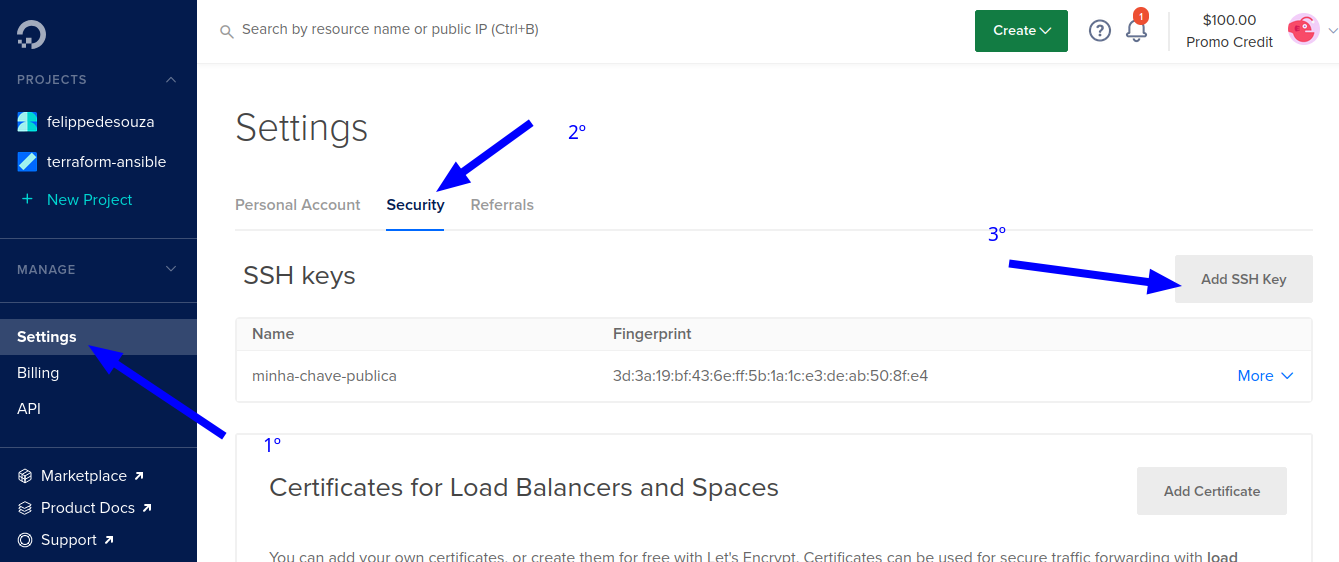 Search by resource name or public IP (Ctrl+B)
Create
1
$100.00
Promo Credit
PROJECTS
felippedesouza
terraform-ansible
New Project
MANAGE
Settings
Billing
API
Marketplace
Product Docs
Support
Settings
2º
Personal Account Security Referrals
3º
SSH keys
Add SSH Key
Name Fingerprint
minha-chave-publica 3d:3a:19:bf:43:6e:ff:5b:1a:1c:e3:de:ab:50:8f:e4 More
1º
Certificates for Load Balancers and Spaces
Add Certificate
You can add your own certificates, or create them for free with Let's Encrypt. Certificates can be used for secure traffic forwarding with load